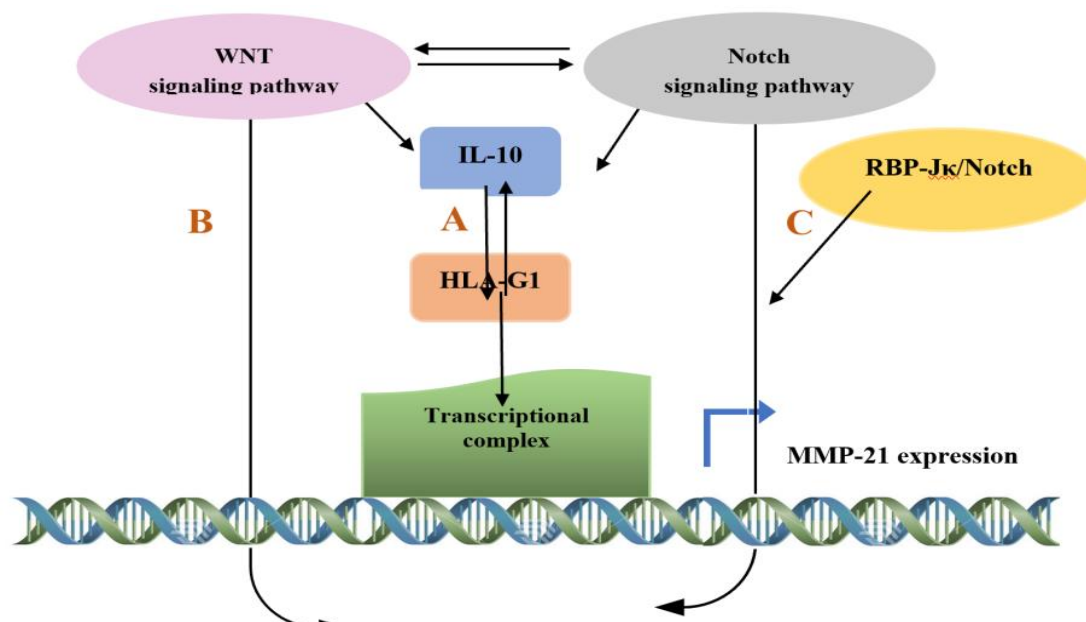 WNT
signaling pathway
Notch
signaling pathway
IL-10
RBP-Jκ/Notch
B
A
C
HLA-G1
Transcriptional
complex
MMP-21 expression